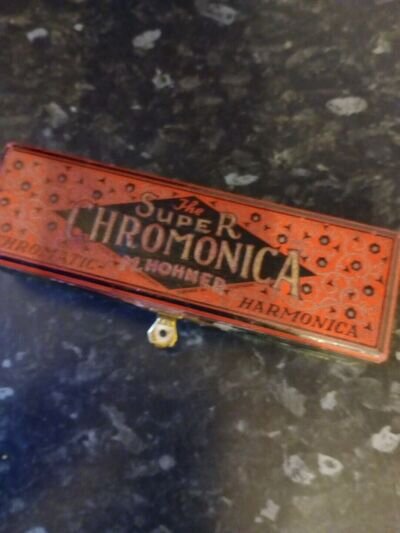 The
SUPER
CHROMONICA
M. HOHNER
CHROMATIC
HARMONICA